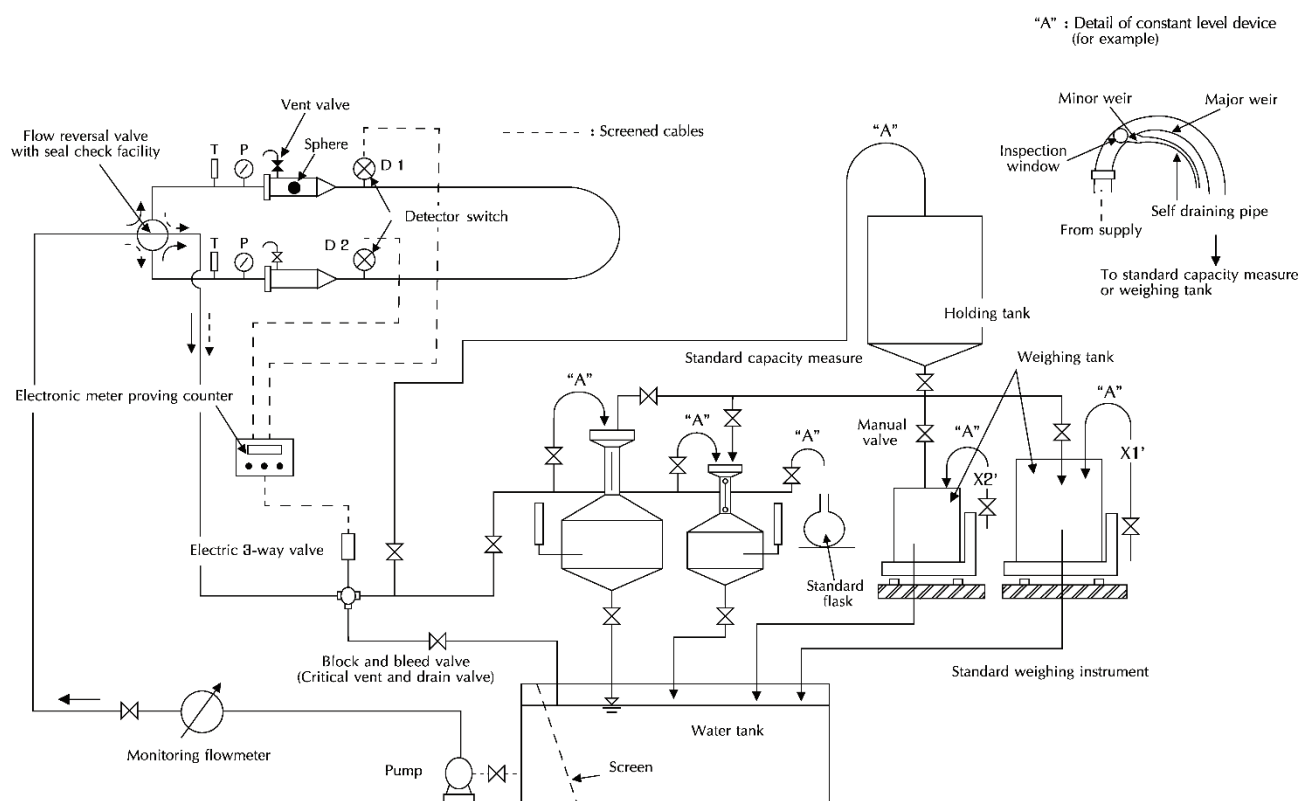 "A" : Detail of constant level device
(for example)
Minor weir
Major weir
Inspection
window
Self draining pipe
From supply
To standard capacity measure
or weighing tank
Vent valve
Flow reversal valve
with seal check facility
T
P
Sphere
D 1
: Screened cables
"A"
Detector switch
T
P
D 2
Holding tank
Standard capacity measure
Weighing tank
Electronic meter proving counter
"A"
"A"
"A"
Manual
valve
"A"
"A"
X2'
X1'
Electric 3-way valve
Standard
flask
Block and bleed valve
(Critical vent and drain valve)
Standard weighing instrument
Monitoring flowmeter
Water tank
Pump
Screen